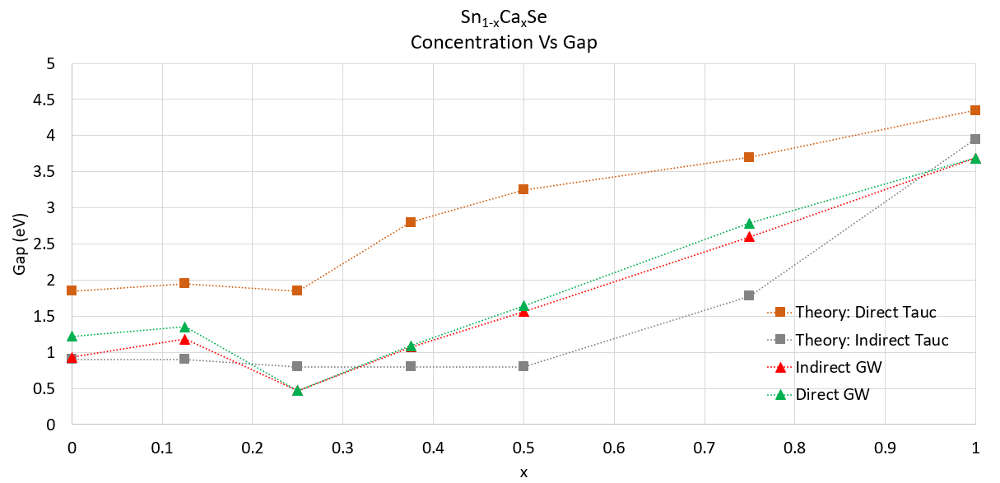 Sn₁₋ₓCaₓSe
Concentration Vs Gap
5
4.5
4
3.5
3
2.5
2
1.5
1
0.5
0
Gap (eV)
Theory: Direct Tauc
Theory: Indirect Tauc
Indirect GW
Direct GW
0 0.1 0.2 0.3 0.4 0.5 0.6 0.7 0.8 0.9 1
x